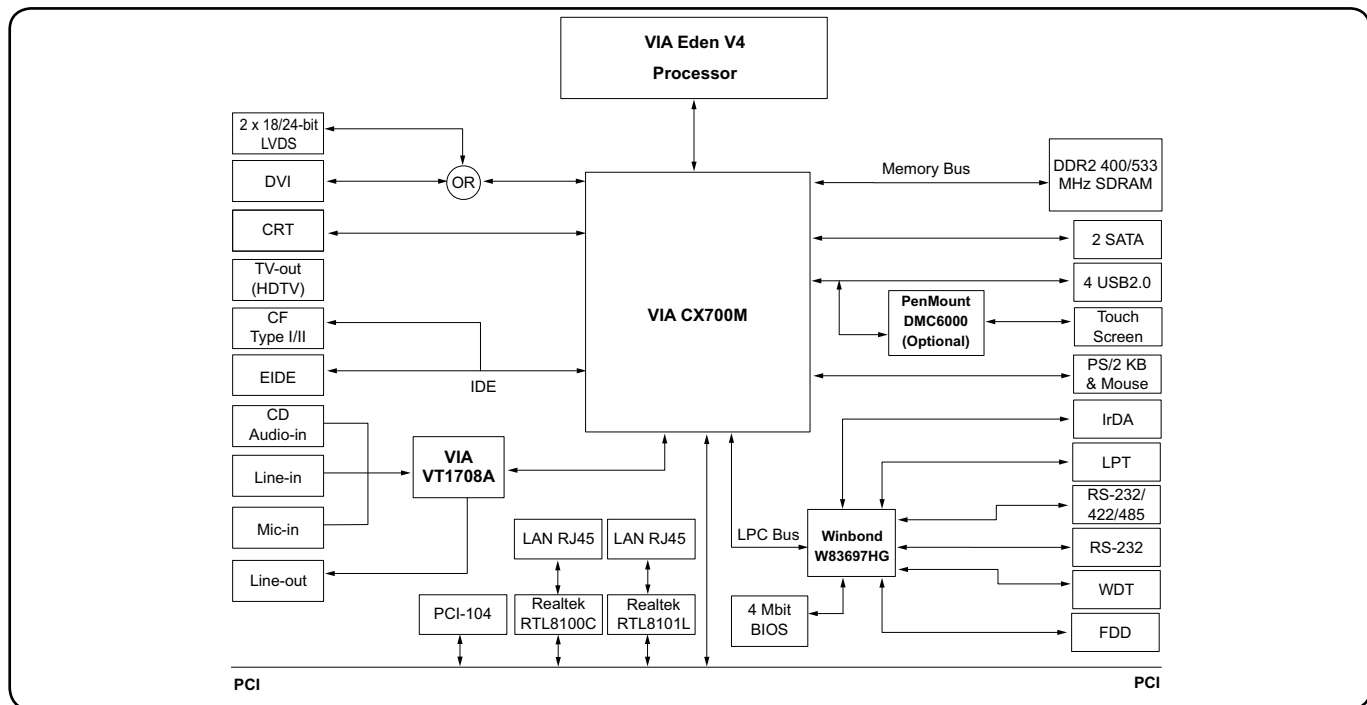 VIA Eden V4
Processor
2 x 18/24-bit
LVDS
DVI
OR
CRT
TV-out
(HDTV)
CF
Type I/II
EIDE
IDE
CD
Audio-in
Line-in
Mic-in
Line-out
VIA
VT1708A
VIA CX700M
Memory Bus
DDR2 400/533
MHz SDRAM
2 SATA
4 USB2.0
PenMount
DMC6000
(Optional)
Touch
Screen
PS/2 KB
& Mouse
IrDA
LPT
RS-232/
422/485
RS-232
WDT
FDD
LPC Bus
Winbond
W83697HG
4 Mbit
BIOS
LAN RJ45
LAN RJ45
PCI-104
Realtek
RTL8100C
Realtek
RTL8101L
PCI
PCI